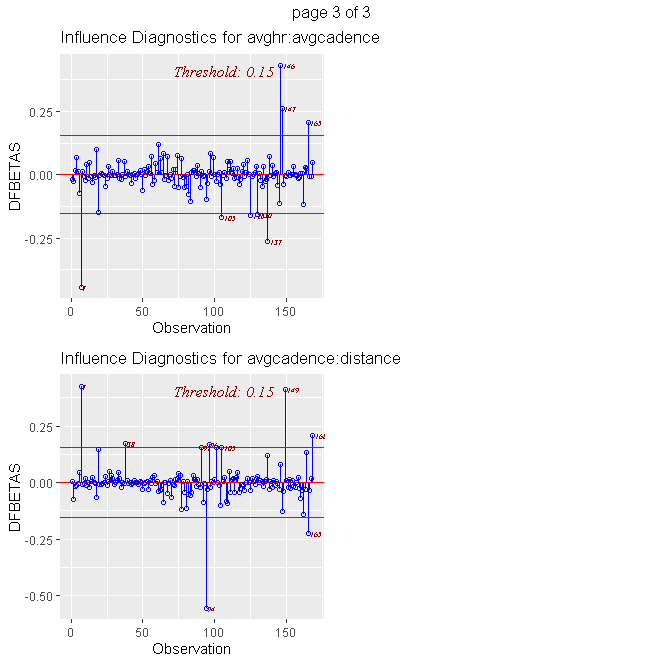 page 3 of 3
Influence Diagnostics for avghr:avgcadence
Threshold: 0.15
146
147
165
0.25
0.00
-0.25
105
137
DFBETAS
0
50
100
150
Observation
Influence Diagnostics for avgcadence:distance
Threshold: 0.15
149
168
38
105
0.25
0.00
-0.25
-0.50
165
DFBETAS
0
50
100
150
Observation